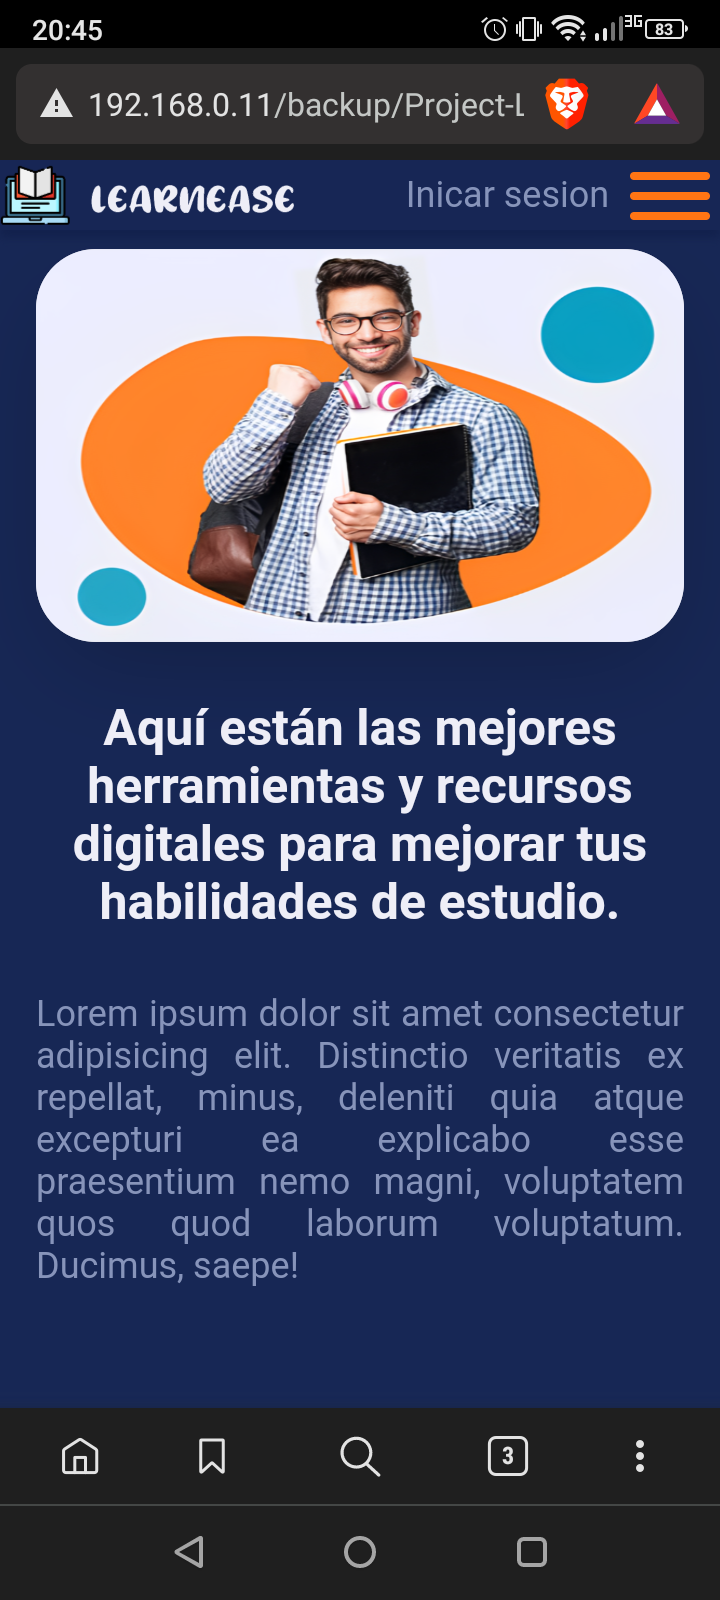 20:45
3G
83
192.168.0.11/backup/Project-L
LEARNEASE
Inicar sesion
Aquí están las mejores
herramientas y recursos
digitales para mejorar tus
habilidades de estudio.
Lorem ipsum dolor sit amet consectetur
adipisicing elit. Distinctio veritatis ex
repellat, minus, deleniti quia atque
excepturi ea explicabo esse
praesentium nemo magni, voluptatem
quos quod laborum voluptatum.
Ducimus, saepe!
3